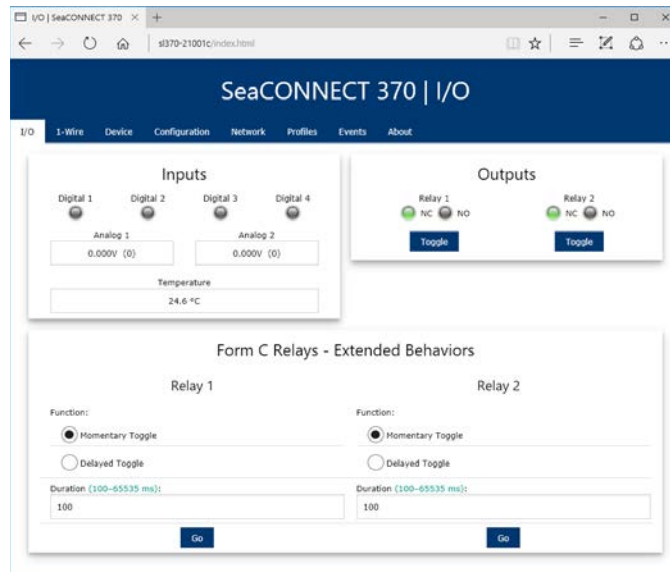 I/O | SeaCONNECT 370
sl370-21001c/index.html
SeaCONNECT 370 | I/O
I/O 1-Wire Device Configuration Network Profiles Events About
Inputs
Digital 1 Digital 2 Digital 3 Digital 4
Analog 1 Analog 2
0.000V (0) 0.000V (0)
Temperature
24.6 °C
Outputs
Relay 1 Relay 2
NC NO NC NO
Toggle Toggle
Form C Relays - Extended Behaviors
Relay 1
Function:
Momentary Toggle
Delayed Toggle
Duration (100-65535 ms):
100
Go
Relay 2
Function:
Momentary Toggle
Delayed Toggle
Duration (100-65535 ms):
100
Go